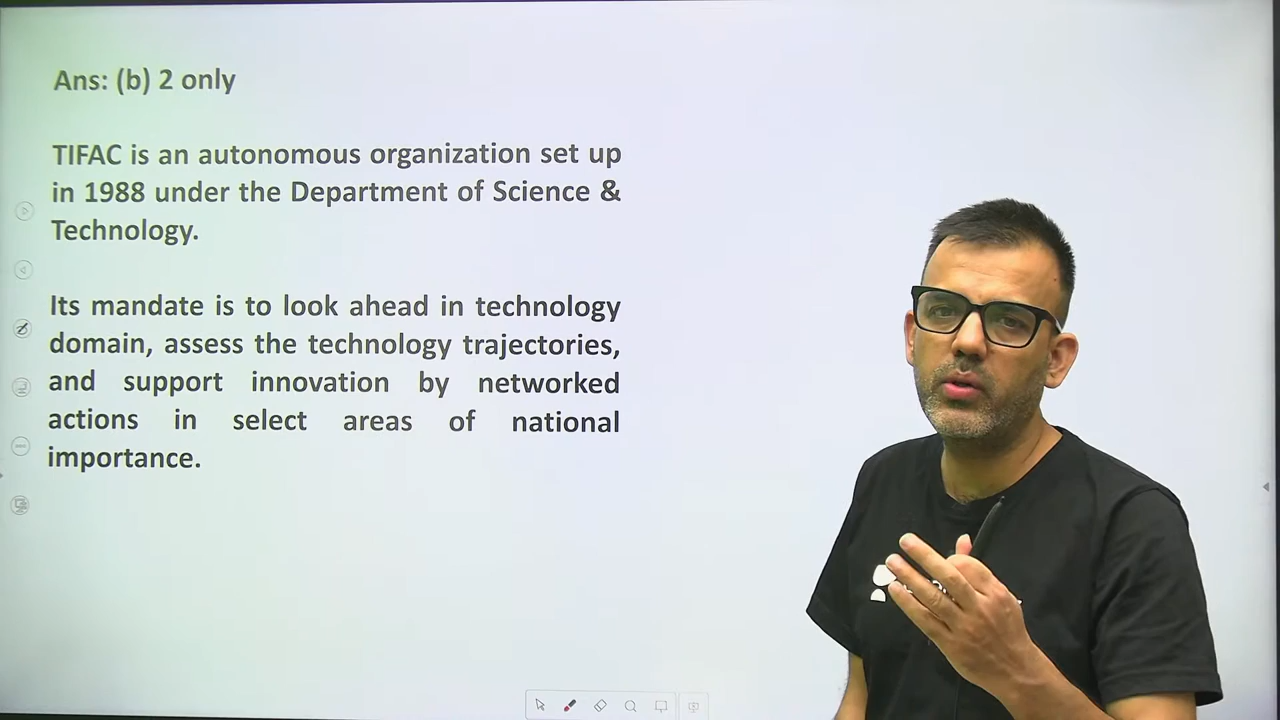 Ans: (b) 2 only
TIFAC is an autonomous organization set up
in 1988 under the Department of Science &
Technology.
Its mandate is to look ahead in technology
domain, assess the technology trajectories,
and support innovation by networked
actions in select areas of national
importance.